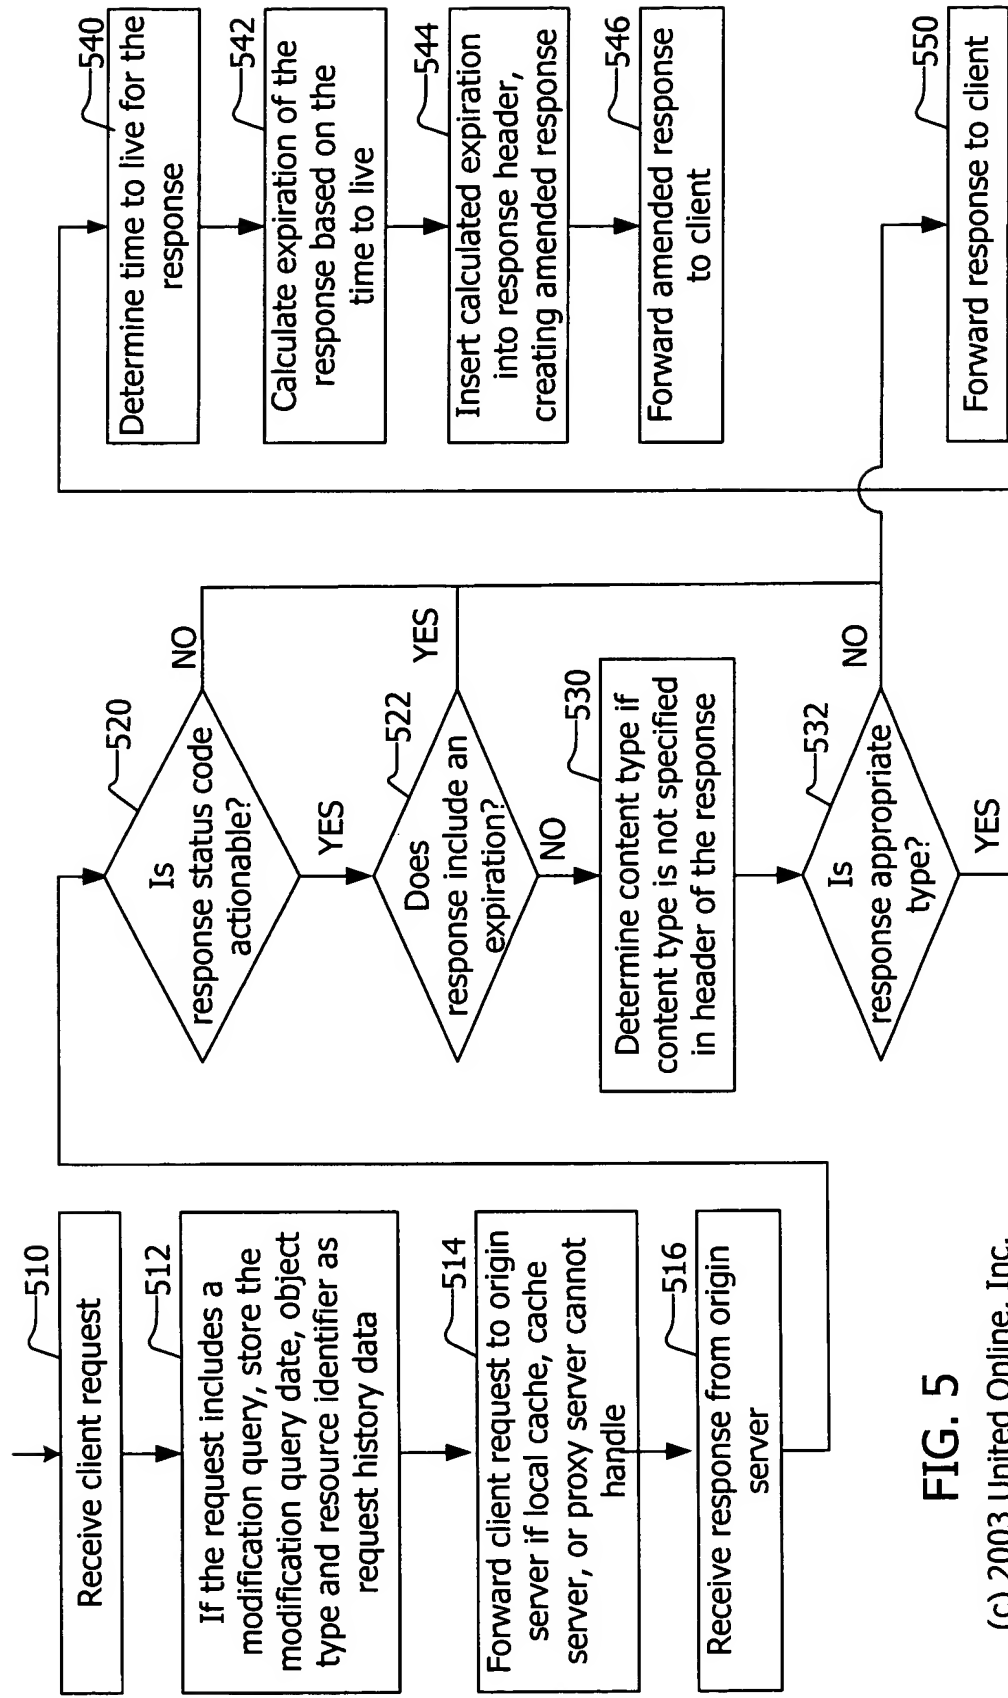 510
Receive client request
512
If the request includes a
modification query, store the
modification query date, object
type and resource identifier as
request history data
514
Forward client request to origin
server if local cache, cache
server, or proxy server cannot
handle
516
Receive response from origin
server
520
Is
response status code
actionable?
NO
YES
522
Does
response include an
expiration?
YES
NO
530
Determine content type if
content type is not specified
in header of the response
532
Is
response appropriate
type?
NO
YES
540
Determine time to live for the
response
542
Calculate expiration of the
response based on the
time to live
544
Insert calculated expiration
into response header,
creating amended response
546
Forward amended response
to client
550
Forward response to client
FIG. 5
(c) 2003 United Online, Inc.